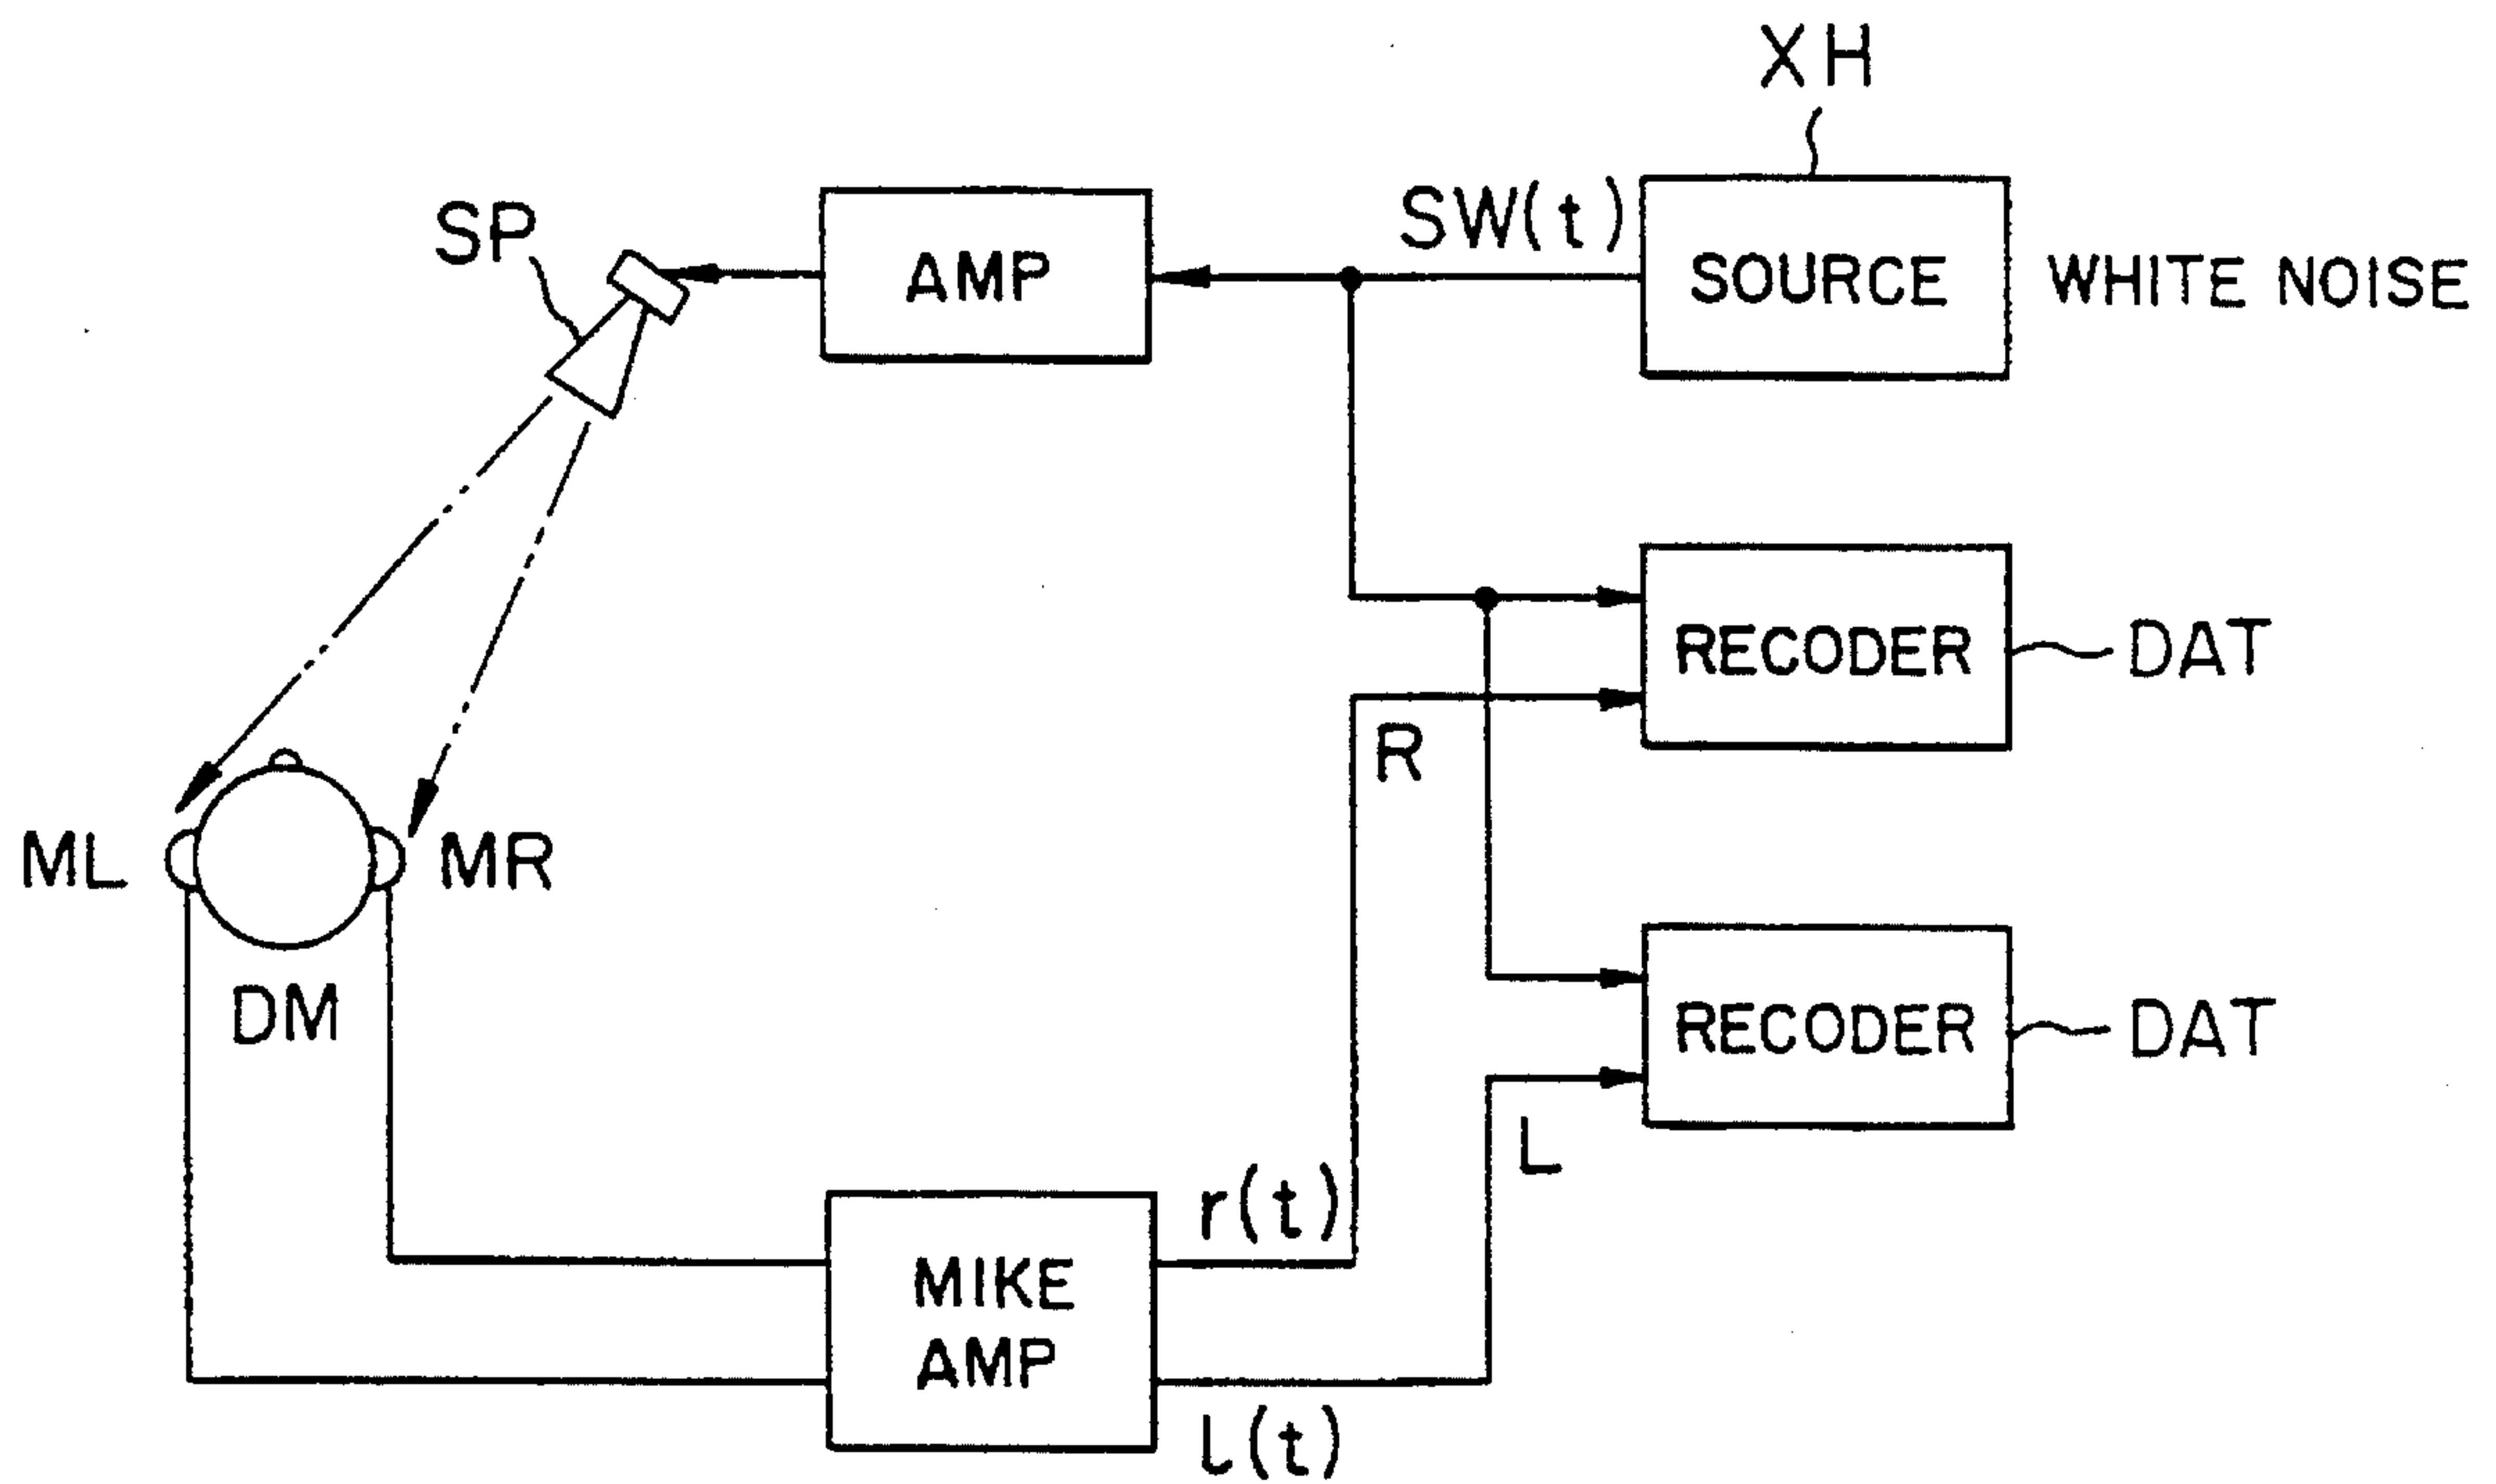 XH
SP
AMP
SW(t)
SOURCE
WHITE NOISE
RECODER
DAT
R
ML
MR
DM
RECODER
DAT
L
r(t)
MIKE
AMP
l(t)